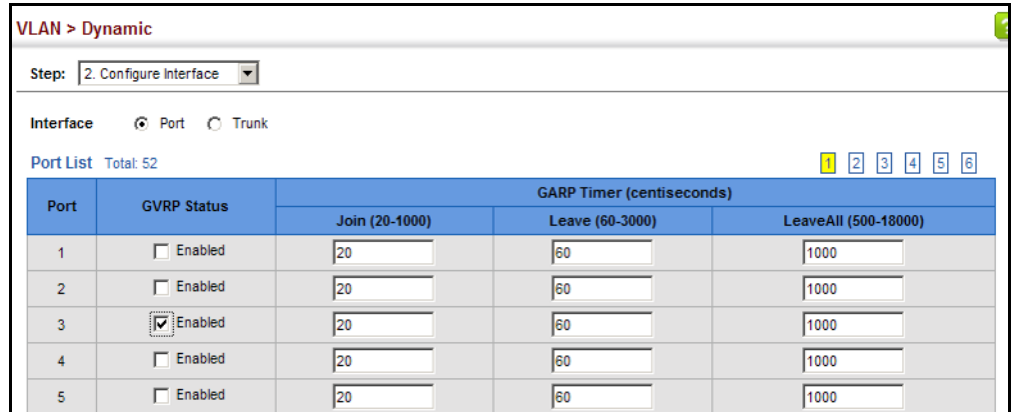 VLAN > Dynamic
?
Step: 2. Configure Interface
Interface Port Trunk
Port List Total: 52 1 2 3 4 5 6
Port GVRP Status GARP Timer (centiseconds)
Join (20-1000) Leave (60-3000) LeaveAll (500-18000)
1 Enabled 20 60 1000
2 Enabled 20 60 1000
3 Enabled 20 60 1000
4 Enabled 20 60 1000
5 Enabled 20 60 1000